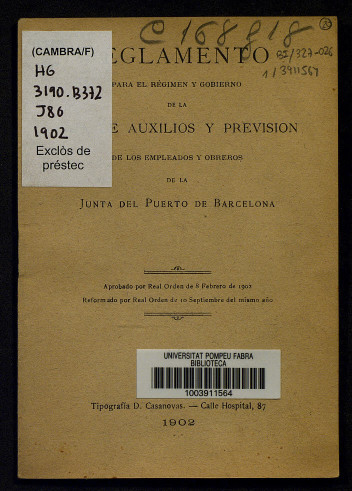 C 168818
(CAMBRA/F)
HG
3190.B372
J86
1902
Exclòs de
préstec
EGLAMENTO
PARA EL RÉGIMEN Y GOBIERNO
DE LA
E AUXILIOS Y PREVISION
DE LOS EMPLEADOS Y OBREROS
DE LA
JUNTA DEL PUERTO DE BARCELONA
Aprobado por Real Orden de 8 Febrero de 1902
Reformado por Real Orden de 10 Septiembre del mismo año
UNIVERSITAT POMPEU FABRA
BIBLIOTECA
1003911564
Tipografía D. Casanovas. — Calle Hospital, 87
1902